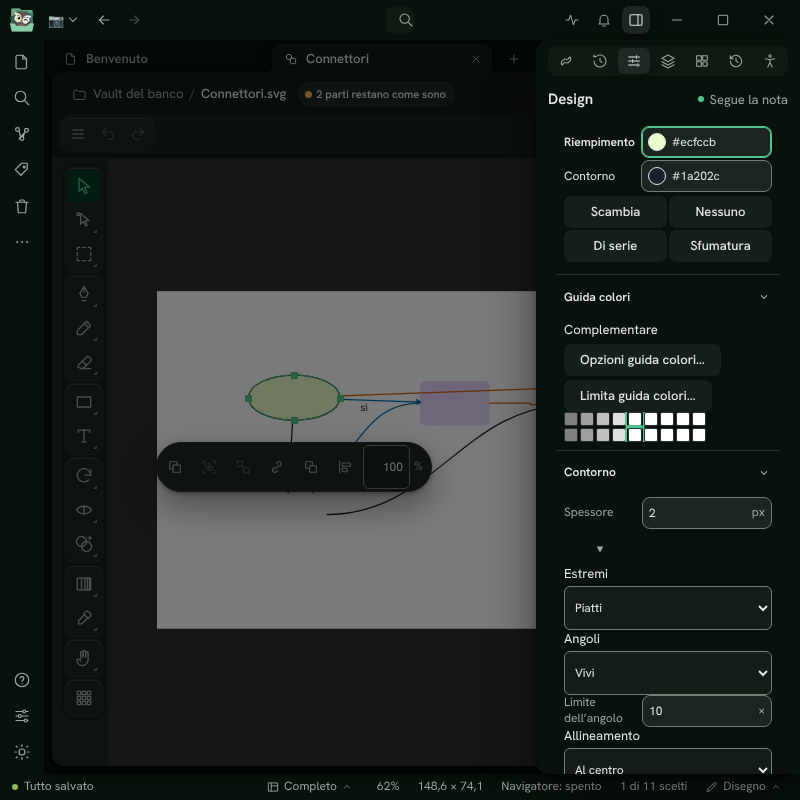 Benvenuto
Connettori
Vault del banco / Connettori.svg
2 parti restano come sono
sì
100 %
Design
Segue la nota
Riempimento #ecfccb
Contorno #1a202c
Scambia Nessuno
Di serie Sfumatura
Guida colori
Complementare
Opzioni guida colori...
Limita guida colori...
Contorno
Spessore 2 px
Estremi
Piatti
Angoli
Vivi
Limite
dell'angolo 10 ×
Allineamento
Al centro
Tutto salvato
Completo
62%
148,6 × 74,1
Navigatore: spento
1 di 11 scelti
Disegno